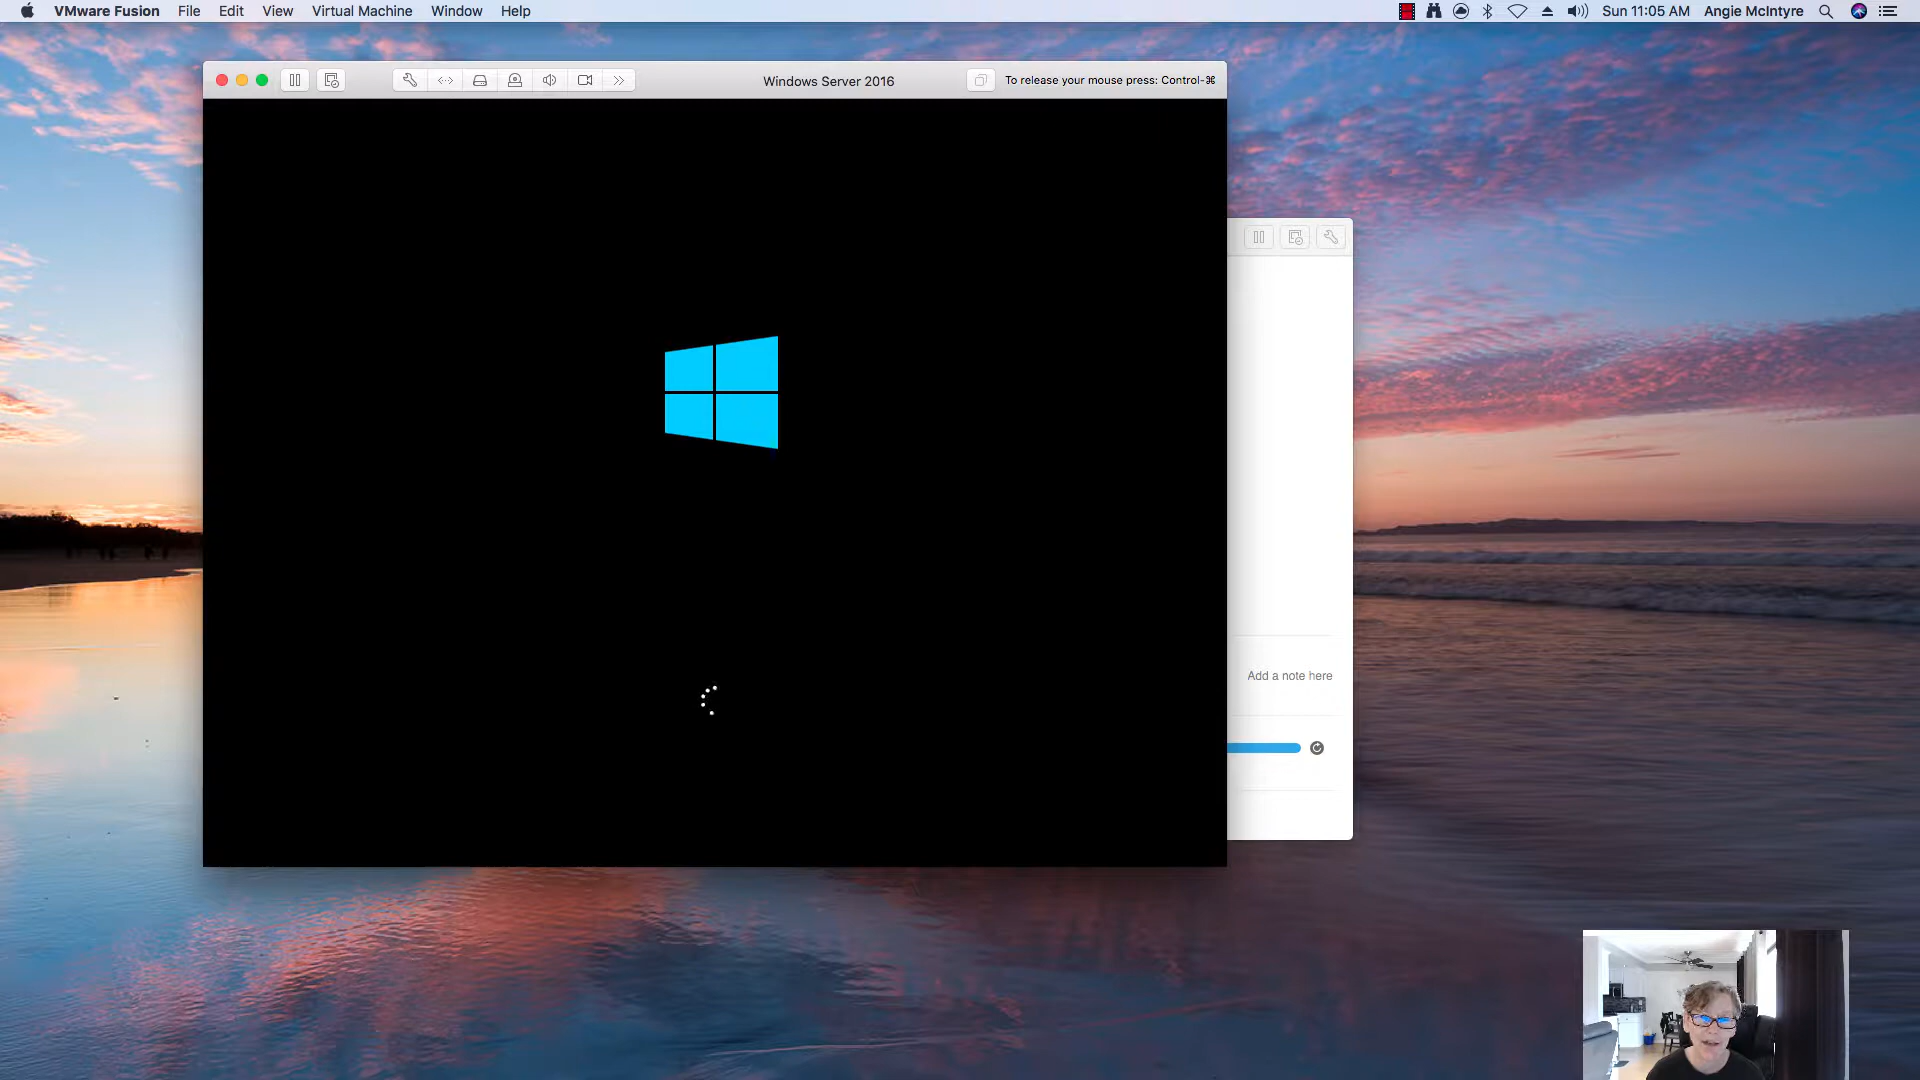 VMware Fusion File Edit View Virtual Machine Window Help Sun 11:05 AM Angie McIntyre
Windows Server 2016 To release your mouse press: Control-⌘
Add a note here